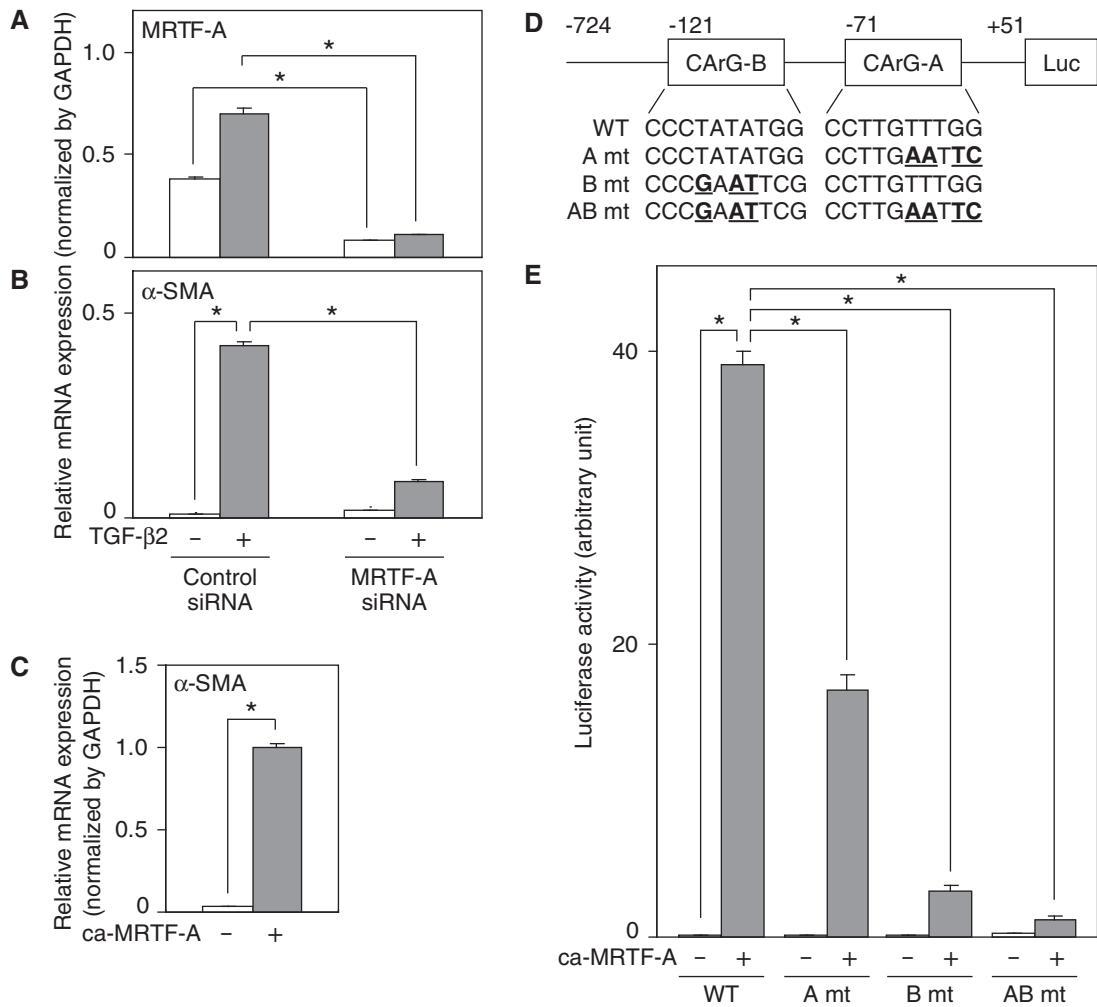 A
MRTF-A
1.0
0.5
0
*
*
Relative mRNA expression (normalized by GAPDH)
B
α-SMA
0.5
0
*
*
TGF-β2 – + – +
Control siRNA
MRTF-A siRNA
C
α-SMA
1.5
1.0
0.5
0
*
Relative mRNA expression
(normalized by GAPDH)
ca-MRTF-A – +
D
-724 -121 -71 +51
CArG-B CArG-A Luc
WT CCCTATATGG CCTTGTTTGG
A mt CCCTATATGG CCTTGAATTC
B mt CCCGAATTCG CCTTGTTTGG
AB mt CCCGAATTCG CCTTGAATTC
E
40
20
0
*
*
*
*
Luciferase activity (arbitrary unit)
ca-MRTF-A – + – + – + – +
WT A mt B mt AB mt